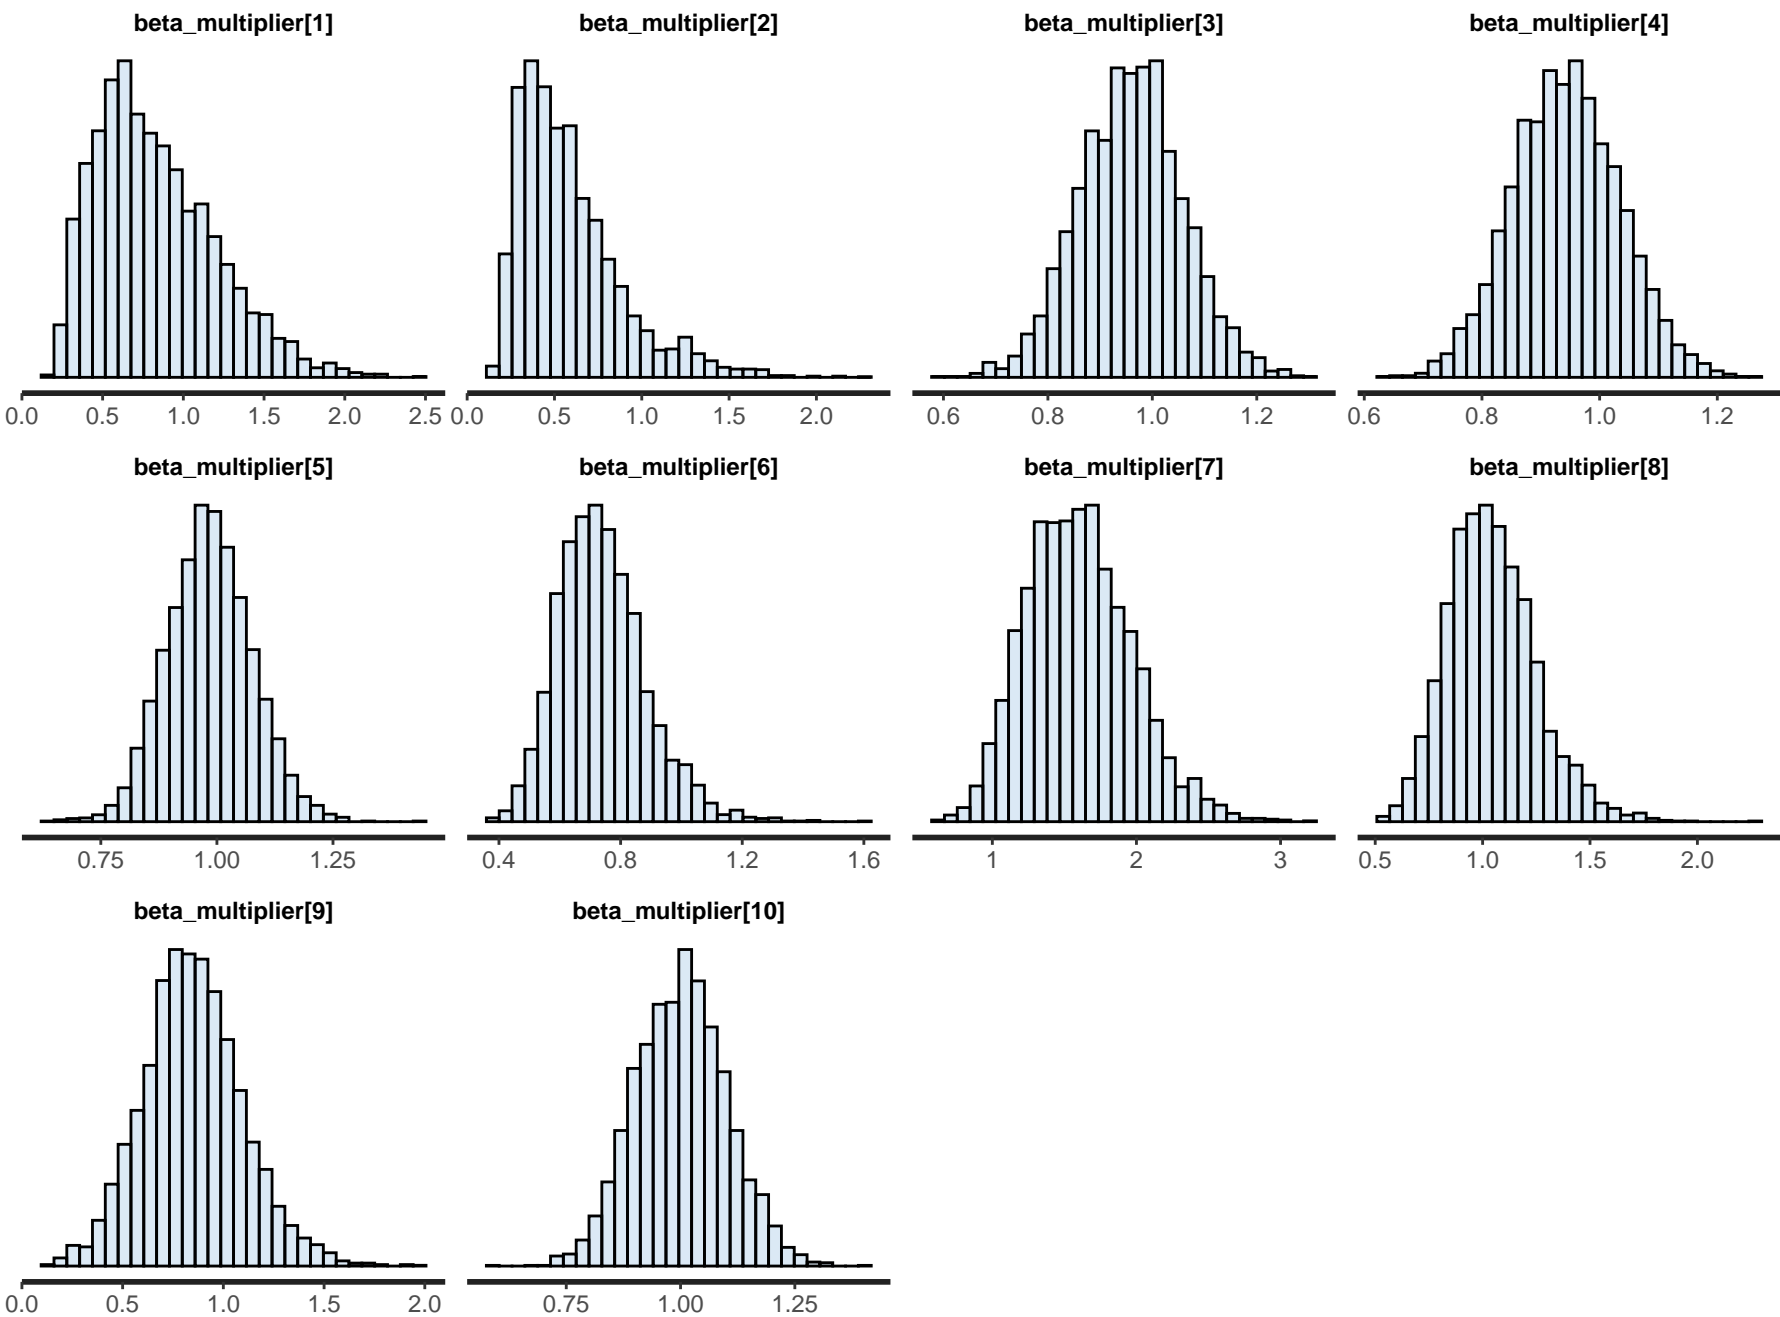 beta_multiplier[1] beta_multiplier[2] beta_multiplier[3] beta_multiplier[4]
0.0 0.5 1.0 1.5 2.0 2.5 0.0 0.5 1.0 1.5 2.0 0.6 0.8 1.0 1.2 0.6 0.8 1.0 1.2
beta_multiplier[5] beta_multiplier[6] beta_multiplier[7] beta_multiplier[8]
0.75 1.00 1.25 0.4 0.8 1.2 1.6 1 2 3 0.5 1.0 1.5 2.0
beta_multiplier[9] beta_multiplier[10]
0.0 0.5 1.0 1.5 2.0 0.75 1.00 1.25